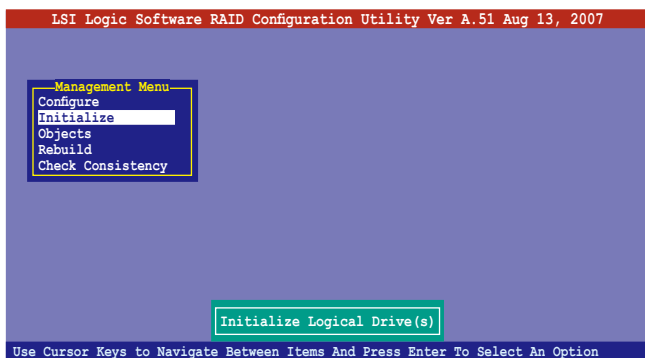 LSI Logic Software RAID Configuration Utility Ver A.51 Aug 13, 2007
Management Menu
Configure
Initialize
Objects
Rebuild
Check Consistency
Initialize Logical Drive(s)
Use Cursor Keys to Navigate Between Items And Press Enter To Select An Option